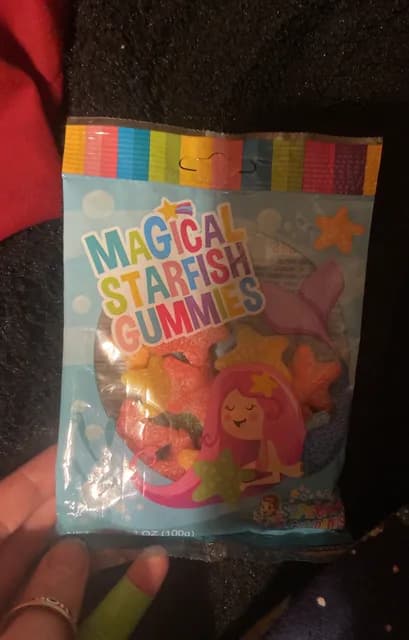 MAGICAL
STARFISH
GUMMIES
OZ (100g)